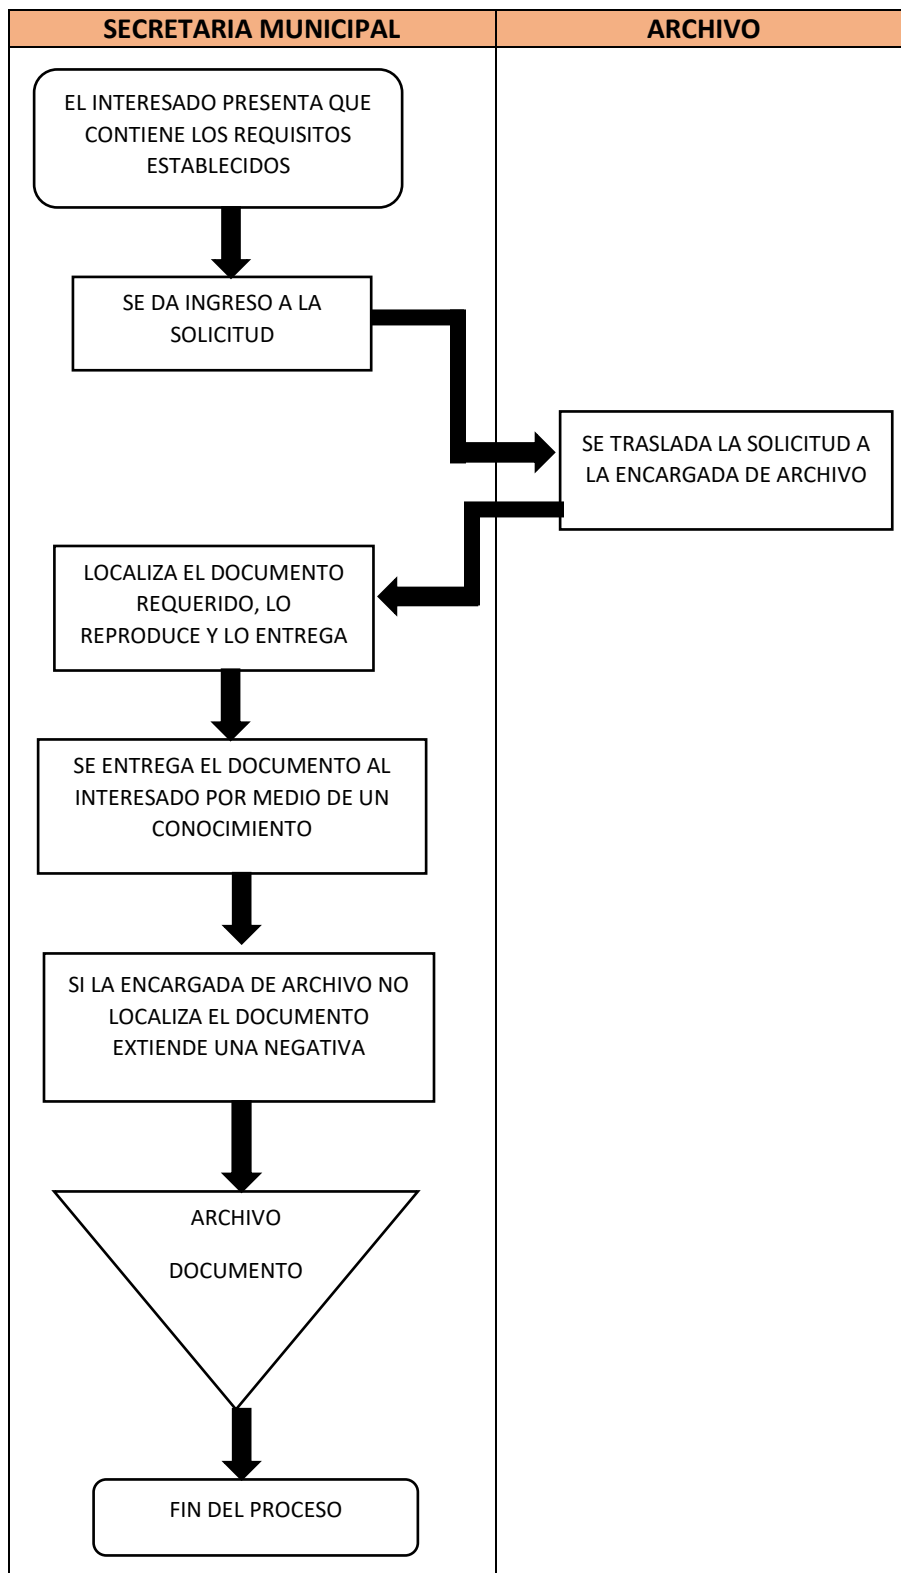 SECRETARIA MUNICIPAL
ARCHIVO
EL INTERESADO PRESENTA QUE
CONTIENE LOS REQUISITOS
ESTABLECIDOS
SE DA INGRESO A LA
SOLICITUD
SE TRASLADA LA SOLICITUD A
LA ENCARGADA DE ARCHIVO
LOCALIZA EL DOCUMENTO
REQUERIDO, LO
REPRODUCE Y LO ENTREGA
SE ENTREGA EL DOCUMENTO AL
INTERESADO POR MEDIO DE UN
CONOCIMIENTO
SI LA ENCARGADA DE ARCHIVO NO
LOCALIZA EL DOCUMENTO
EXTIENDE UNA NEGATIVA
ARCHIVO
DOCUMENTO
FIN DEL PROCESO